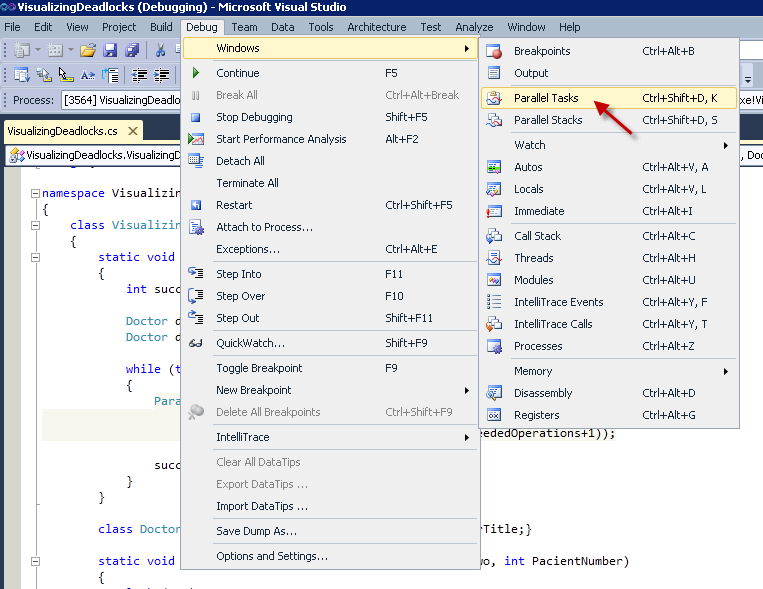 VisualizingDeadlocks (Debugging) - Microsoft Visual Studio
File Edit View Project Build Debug Team Data Tools Architecture Test Analyze Window Help
Process: [3564] VisualizingDeadlo
VisualizingDeadlocks.cs
VisualizingDeadlocks.VisualizingD
, Doc
Windows
Continue F5
Break All Ctrl+Alt+Break
Stop Debugging Shift+F5
Start Performance Analysis Alt+F2
Detach All
Terminate All
Restart Ctrl+Shift+F5
Attach to Process...
Exceptions... Ctrl+Alt+E
Step Into F11
Step Over F10
Step Out Shift+F11
QuickWatch... Shift+F9
Toggle Breakpoint F9
New Breakpoint
Delete All Breakpoints Ctrl+Shift+F9
IntelliTrace
Clear All DataTips
Export DataTips ...
Import DataTips ...
Save Dump As...
Options and Settings...
Breakpoints Ctrl+Alt+B
Output
Parallel Tasks Ctrl+Shift+D, K
Parallel Stacks Ctrl+Shift+D, S
Watch
Autos Ctrl+Alt+V, A
Locals Ctrl+Alt+V, L
Immediate Ctrl+Alt+I
Call Stack Ctrl+Alt+C
Threads Ctrl+Alt+H
Modules Ctrl+Alt+U
IntelliTrace Events Ctrl+Alt+Y, F
IntelliTrace Calls Ctrl+Alt+Y, T
Processes Ctrl+Alt+Z
Memory
Disassembly Ctrl+Alt+D
Registers Ctrl+Alt+G
namespace Visualizin
{
class Visualizin
{
static void
{
int succ
Doctor d
Doctor d
while (t
{
Para
eededOperations+1));
succ
}
}
class Doctor rTitle;}
static void wo, int PacientNumber)
{